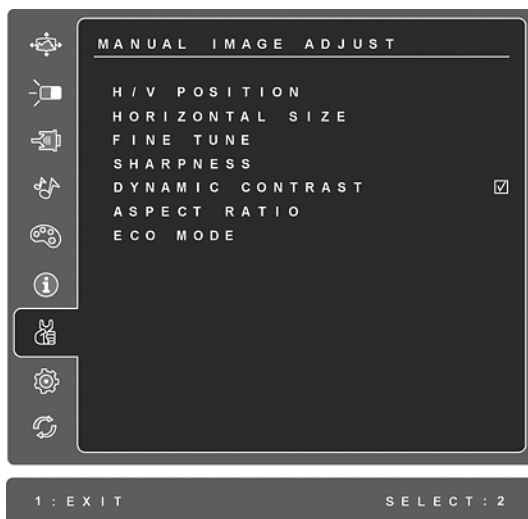 MANUAL IMAGE ADJUST
H/V POSITION
HORIZONTAL SIZE
FINE TUNE
SHARPNESS
DYNAMIC CONTRAST
ASPECT RATIO
ECO MODE
1:EXIT SELECT:2